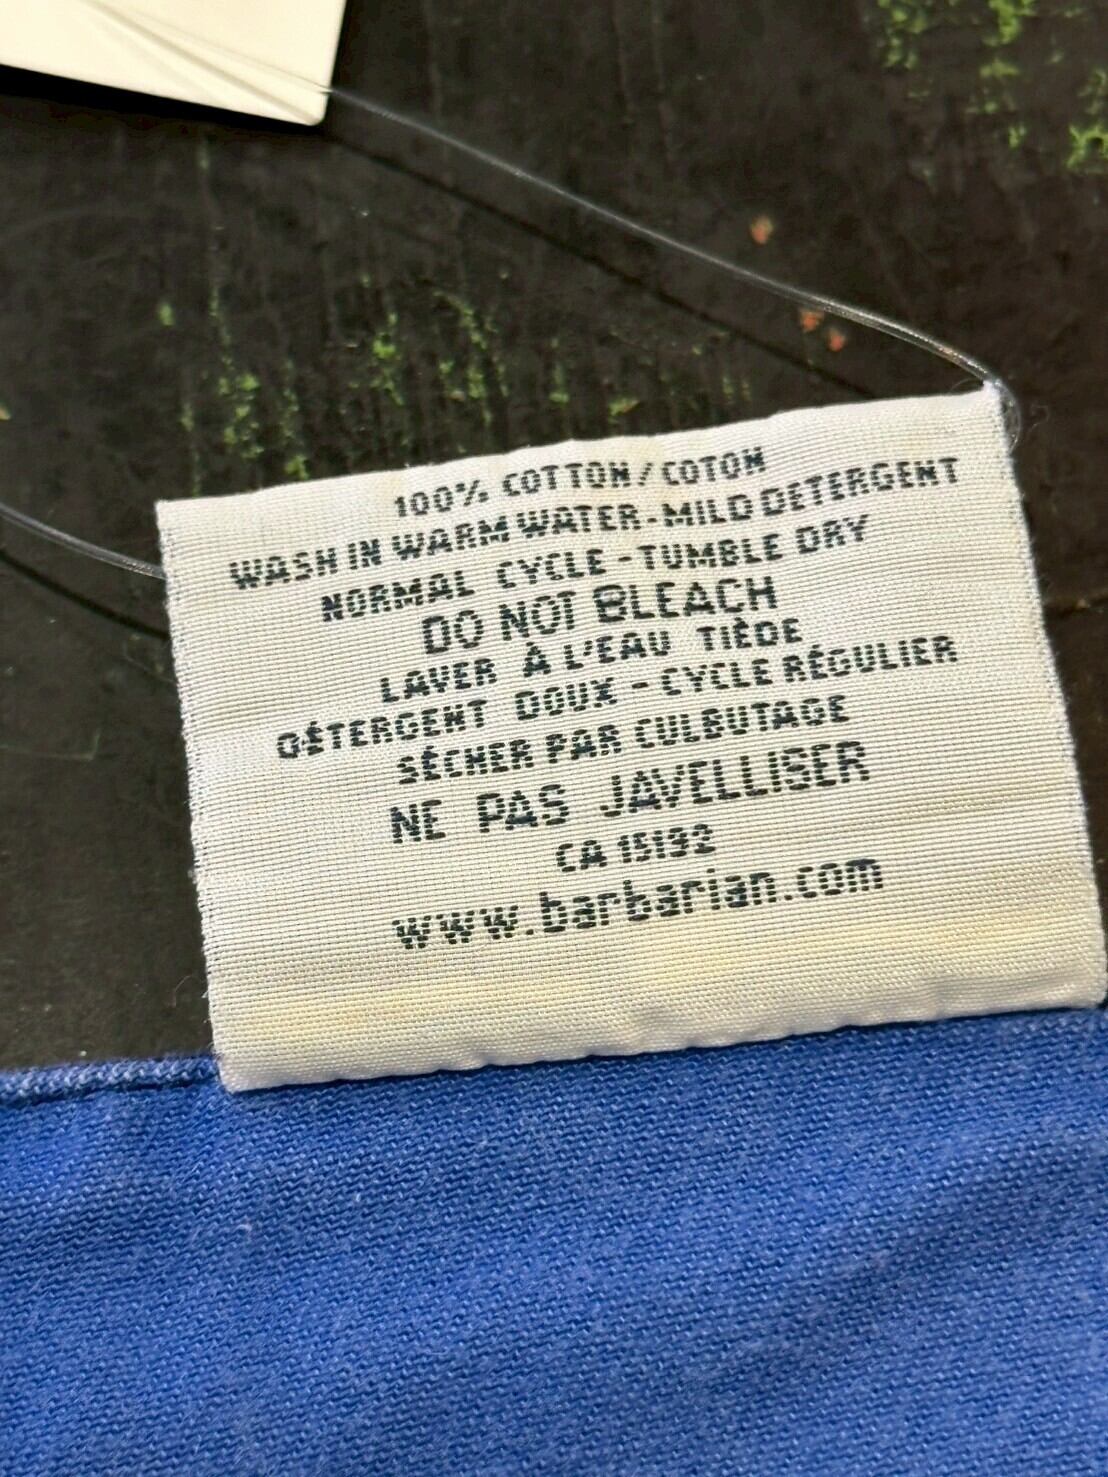 100% COTTON/COTON
WASH IN WARM WATER-MILD DETERGENT
NORMAL CYCLE-TUMBLE DRY
DO NOT BLEACH
LAVER À L'EAU TIÈDE
DÉTERGENT DOUX-CYCLE RÉGULIER
SÉCHER PAR CULBUTAGE
NE PAS JAVELLISER
CA 15192
www.barbarian.com